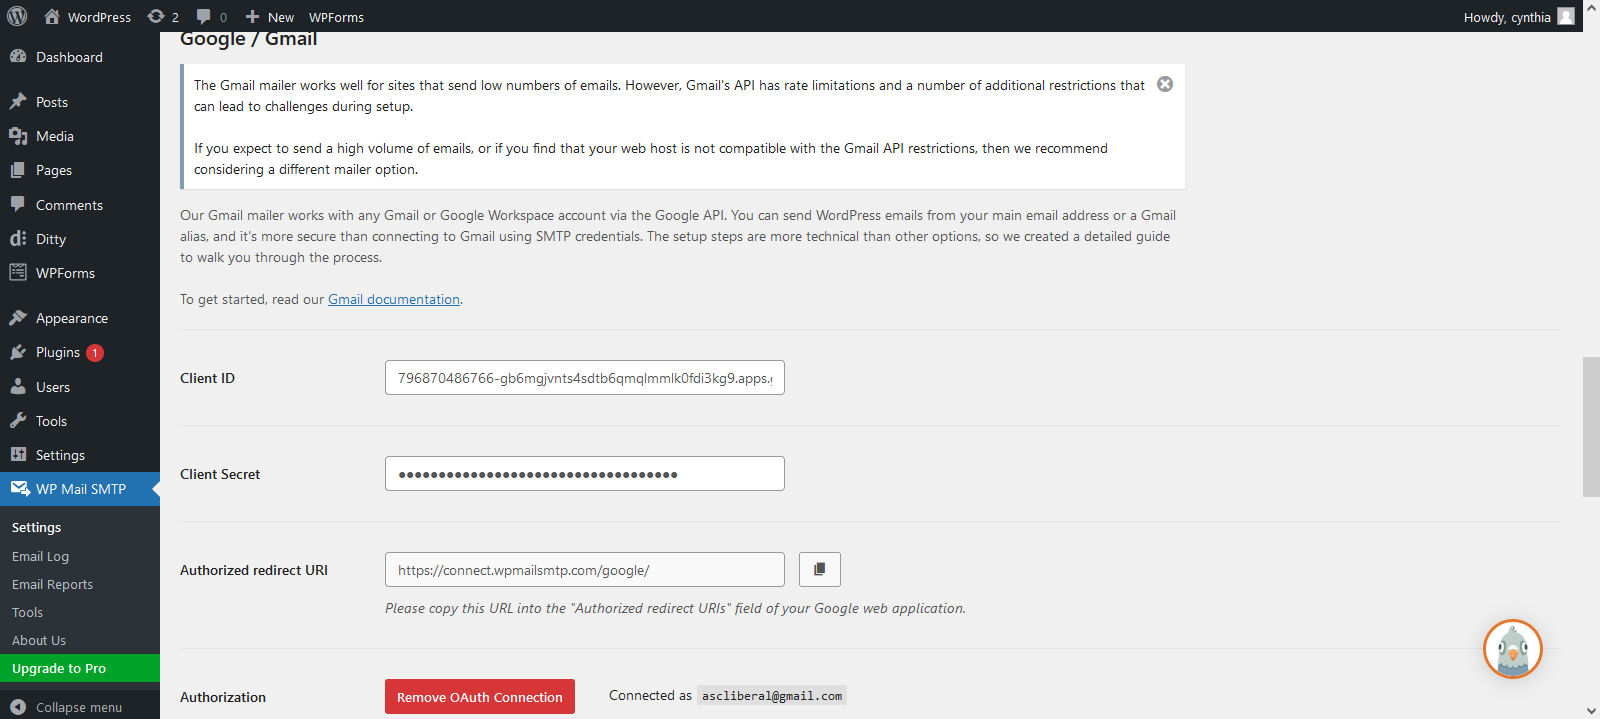 WordPress 2 0 New WPForms Howdy, cynthia
Dashboard
Posts
Media
Pages
Comments
Ditty
WPForms
Appearance
Plugins 1
Users
Tools
Settings
WP Mail SMTP
Settings
Email Log
Email Reports
Tools
About Us
Upgrade to Pro
Collapse menu
Google / Gmail
The Gmail mailer works well for sites that send low numbers of emails. However, Gmail's API has rate limitations and a number of additional restrictions that
can lead to challenges during setup.
If you expect to send a high volume of emails, or if you find that your web host is not compatible with the Gmail API restrictions, then we recommend
considering a different mailer option.
Our Gmail mailer works with any Gmail or Google Workspace account via the Google API. You can send WordPress emails from your main email address or a Gmail
alias, and it's more secure than connecting to Gmail using SMTP credentials. The setup steps are more technical than other options, so we created a detailed guide
to walk you through the process.
To get started, read our Gmail documentation.
Client ID
796870486766-gb6mgjvnts4sdtb6qmqlmmlk0fdi3kg9.apps.g
Client Secret
Authorized redirect URI
https://connect.wpmailsmtp.com/google/
Please copy this URL into the "Authorized redirect URIs" field of your Google web application.
Authorization
Remove OAuth Connection
Connected as ascliberal@gmail.com